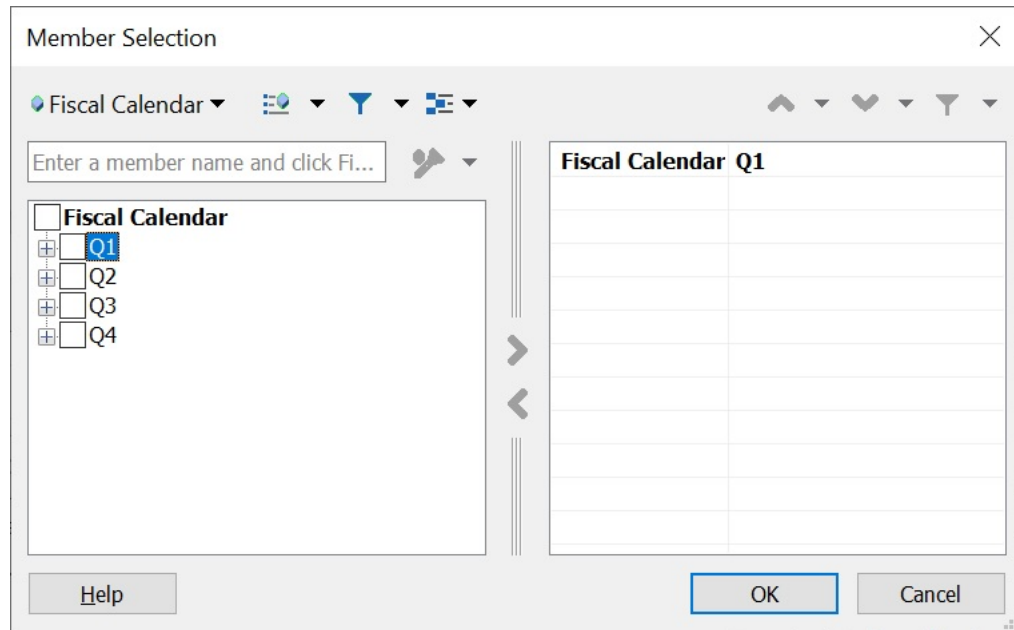 Member Selection
Fiscal Calendar
Enter a member name and click Fi...
Fiscal Calendar
Q1
Q2
Q3
Q4
Fiscal Calendar Q1
Help
OK
Cancel